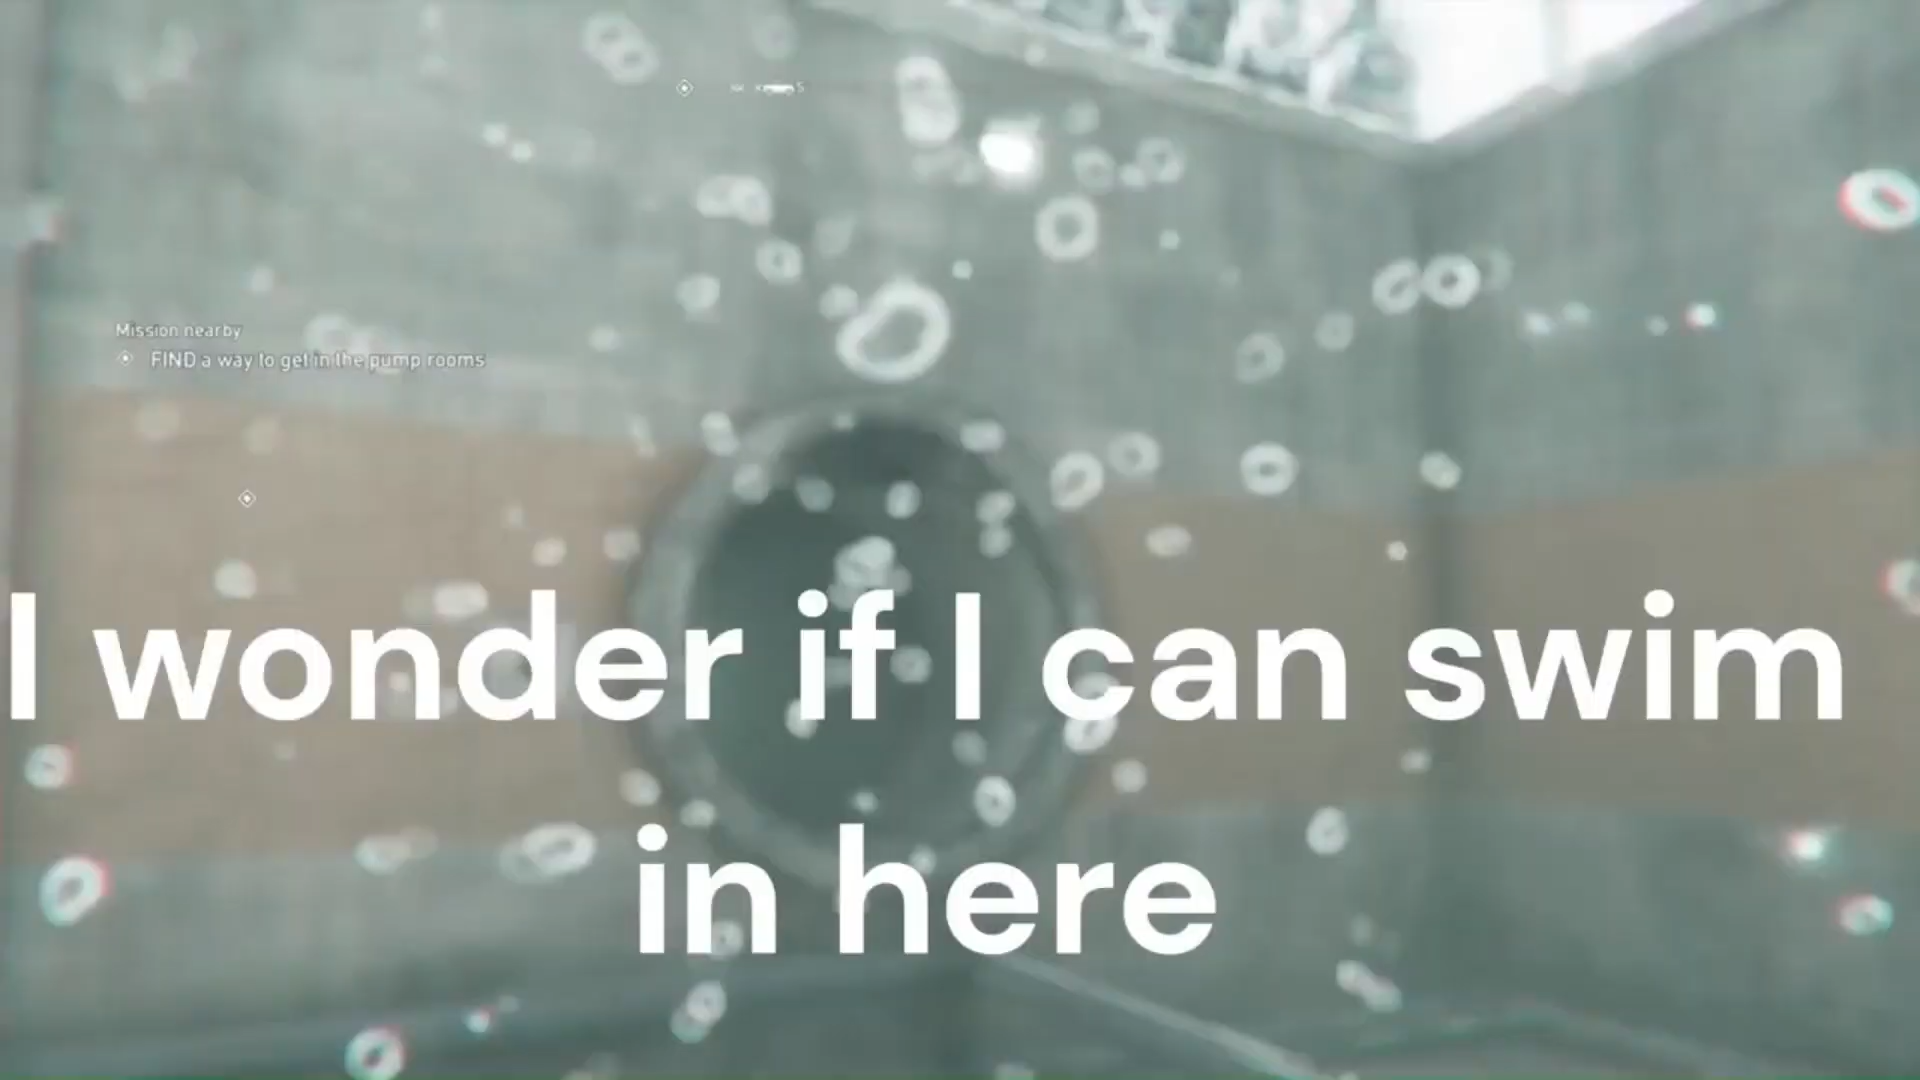 S
Mission nearby
FIND a way to get in the pump rooms
I wonder if I can swim
in here